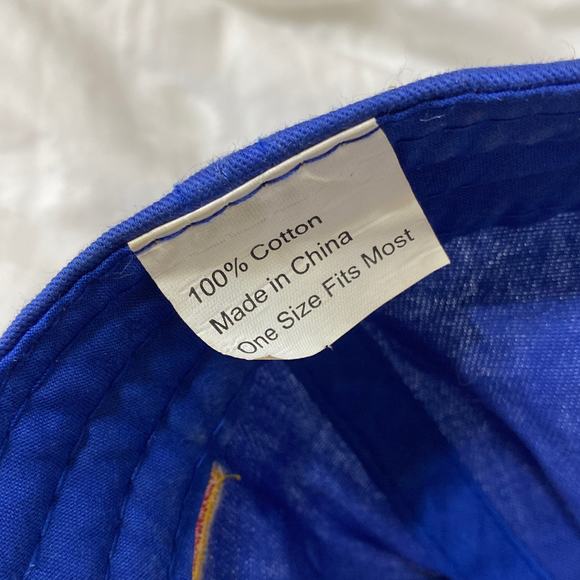 100% Cotton
Made in China
One Size Fits Most